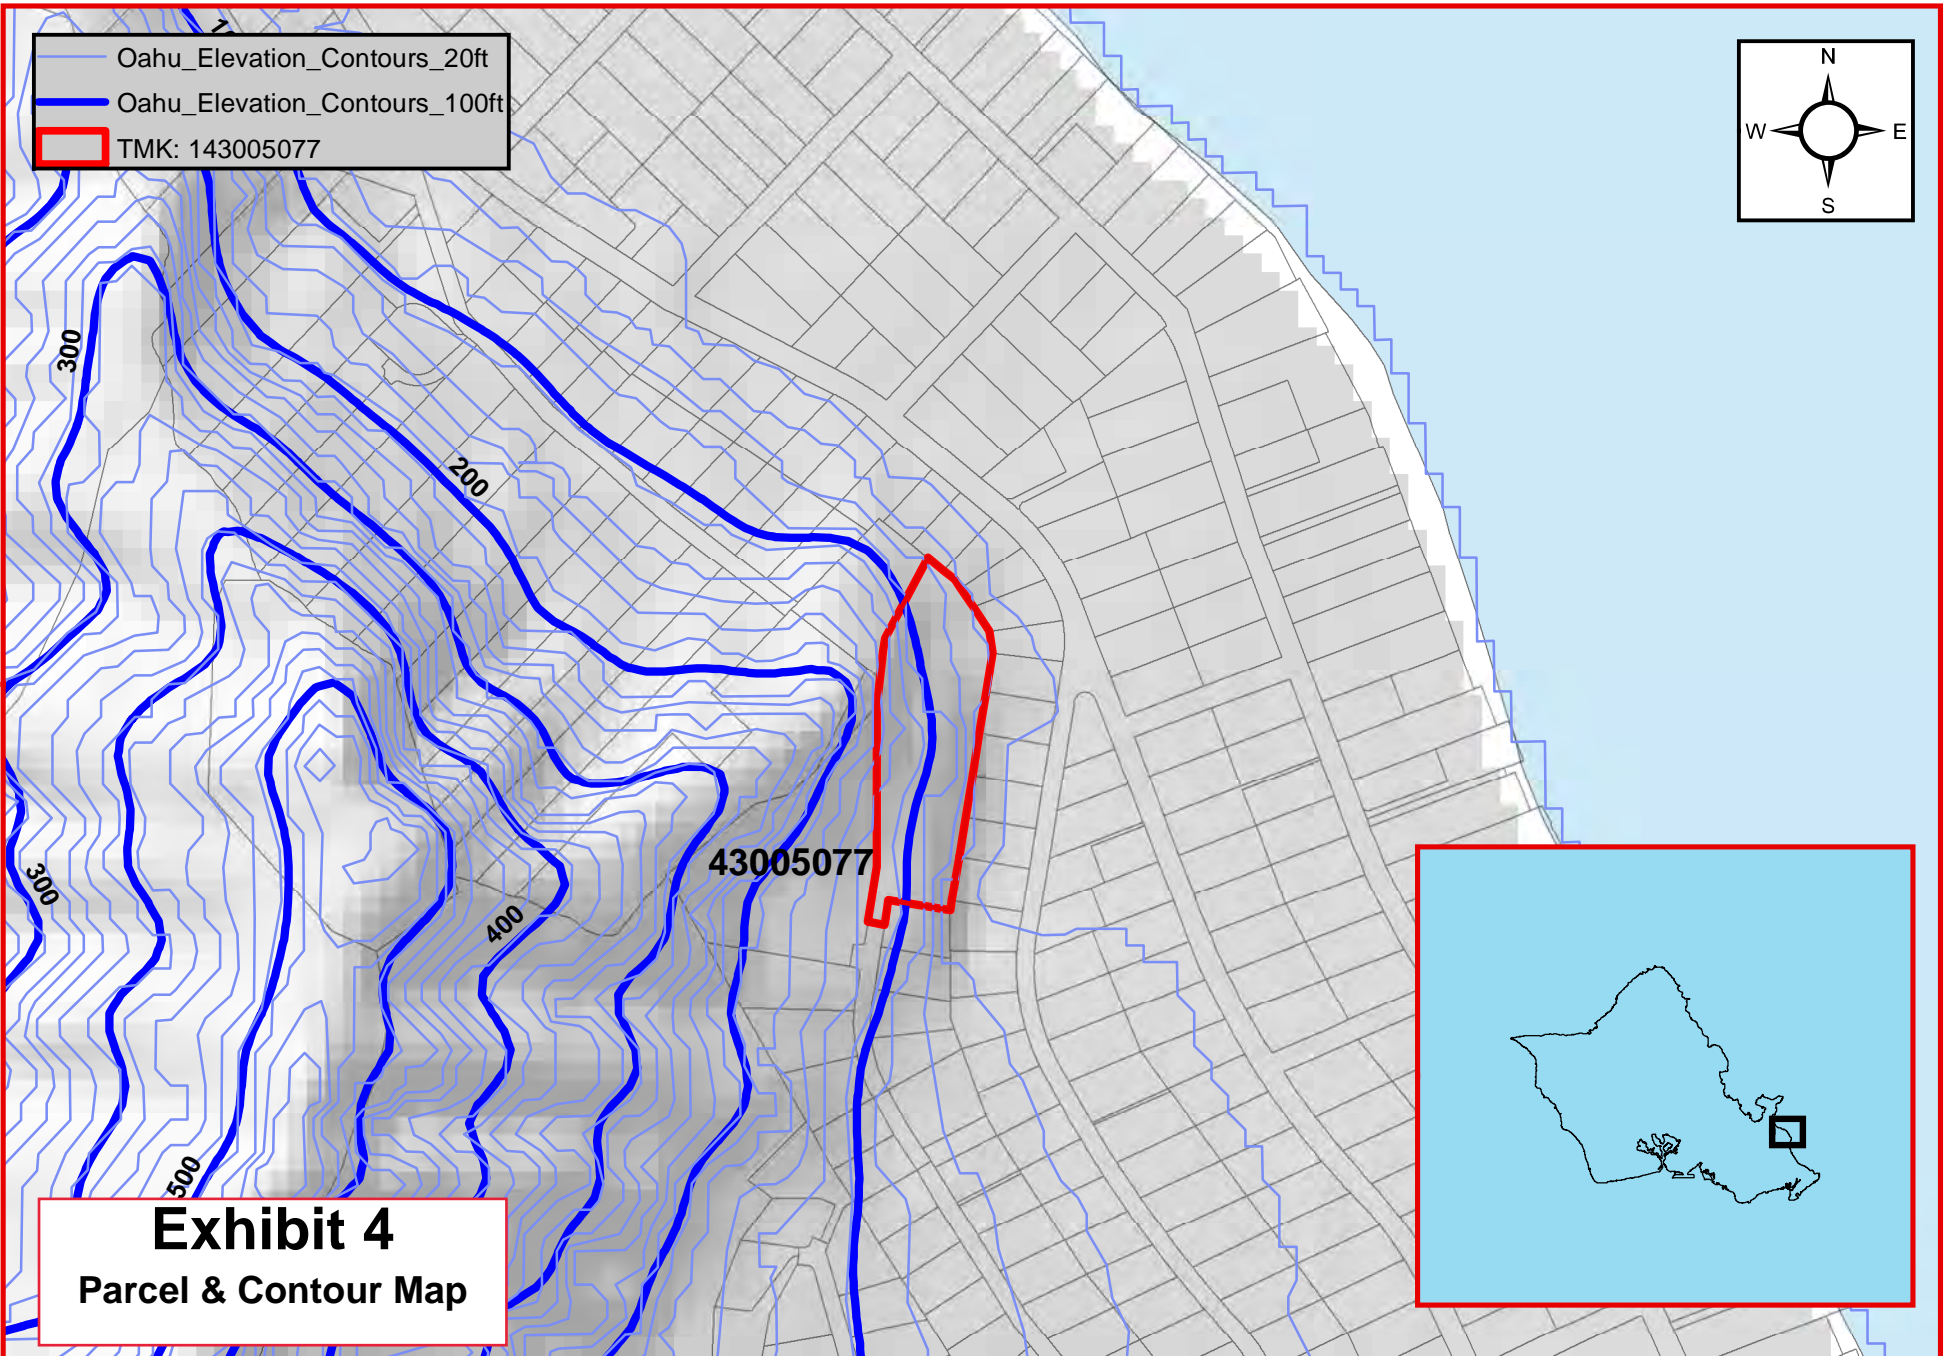 Oahu_Elevation_Contours_20ft
Oahu_Elevation_Contours_100ft
TMK: 143005077
N
W E
S
300
200
43005077
300
400
500
Exhibit 4
Parcel & Contour Map